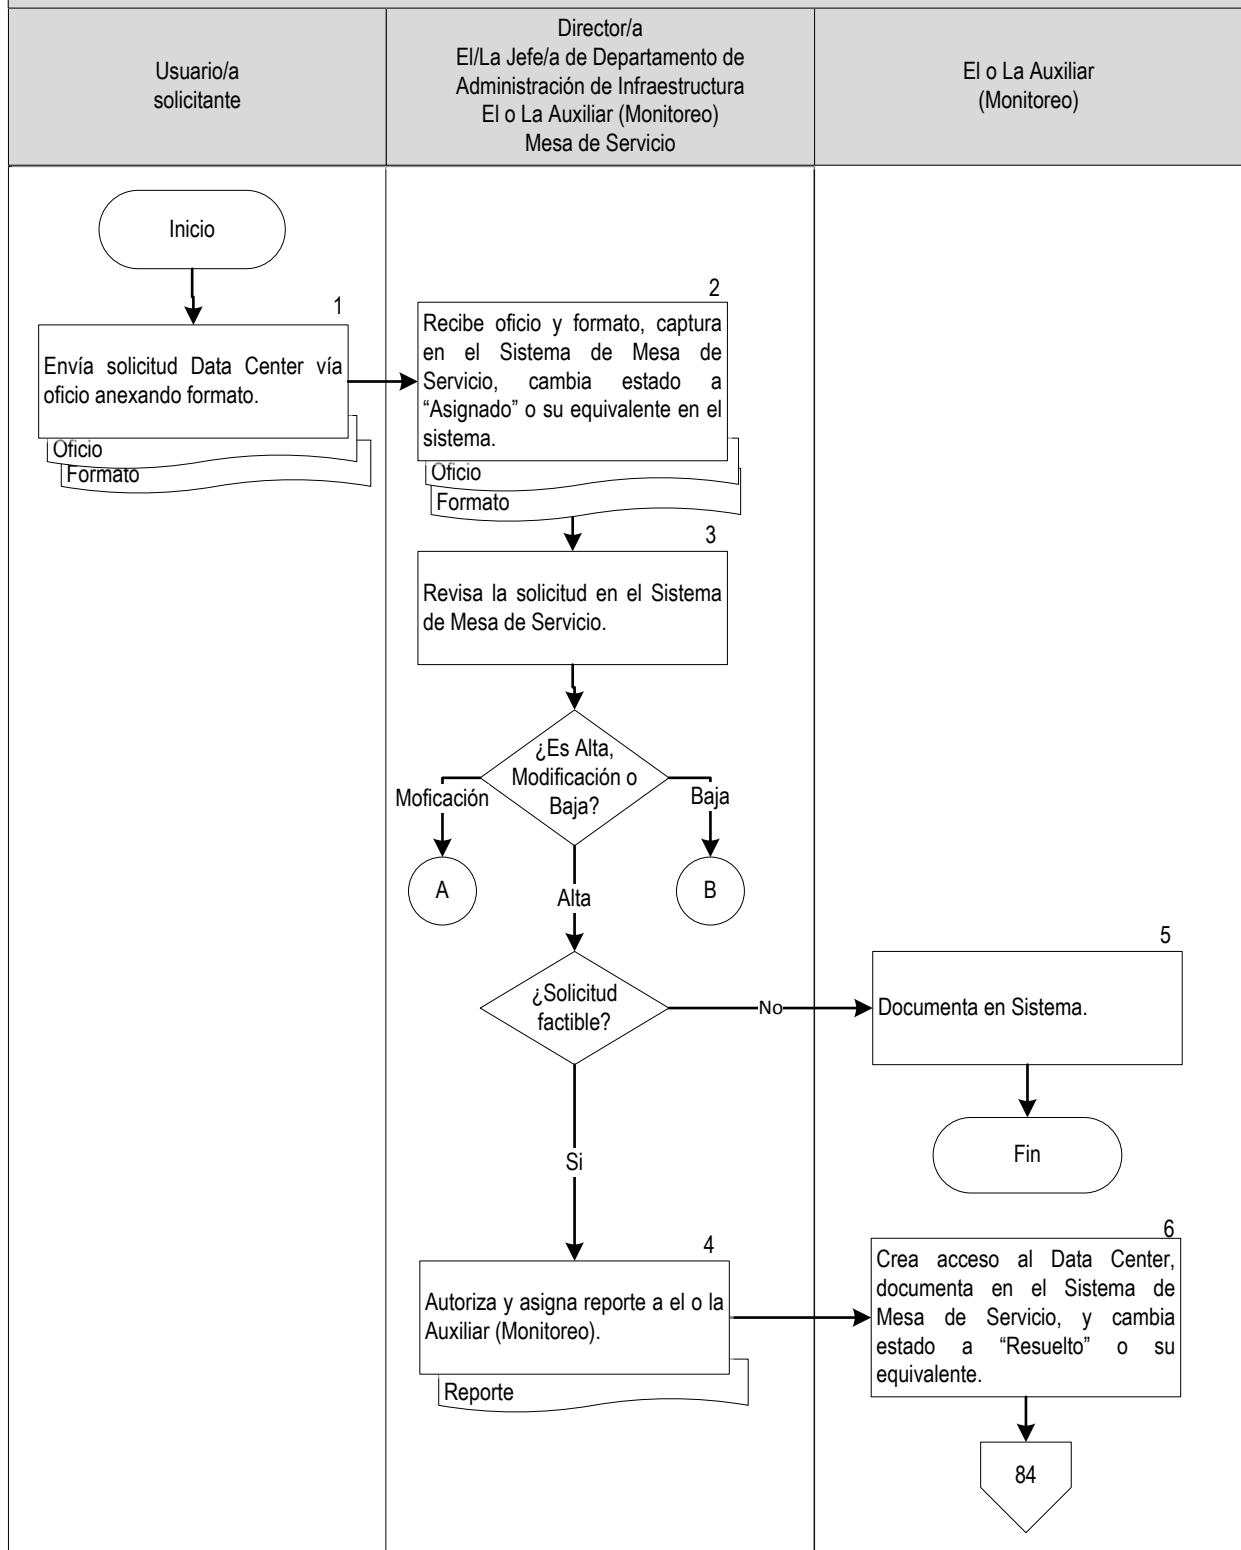 Usuario/a
solicitante
Director/a
El/La Jefe/a de Departamento de
Administración de Infraestructura
El o La Auxiliar (Monitoreo)
Mesa de Servicio
El o La Auxiliar
(Monitoreo)
Inicio
1
Envía solicitud Data Center vía
oficio anexando formato.
Oficio
Formato
2
Recibe oficio y formato, captura
en el Sistema de Mesa de
Servicio, cambia estado a
“Asignado” o su equivalente en el
sistema.
Oficio
Formato
3
Revisa la solicitud en el Sistema
de Mesa de Servicio.
¿Es Alta,
Modificación o
Baja?
Moficación
Baja
A
B
Alta
¿Solicitud
factible?
No
5
Documenta en Sistema.
Fin
Si
4
Autoriza y asigna reporte a el o la
Auxiliar (Monitoreo).
Reporte
6
Crea acceso al Data Center,
documenta en el Sistema de
Mesa de Servicio, y cambia
estado a “Resuelto” o su
equivalente.
84